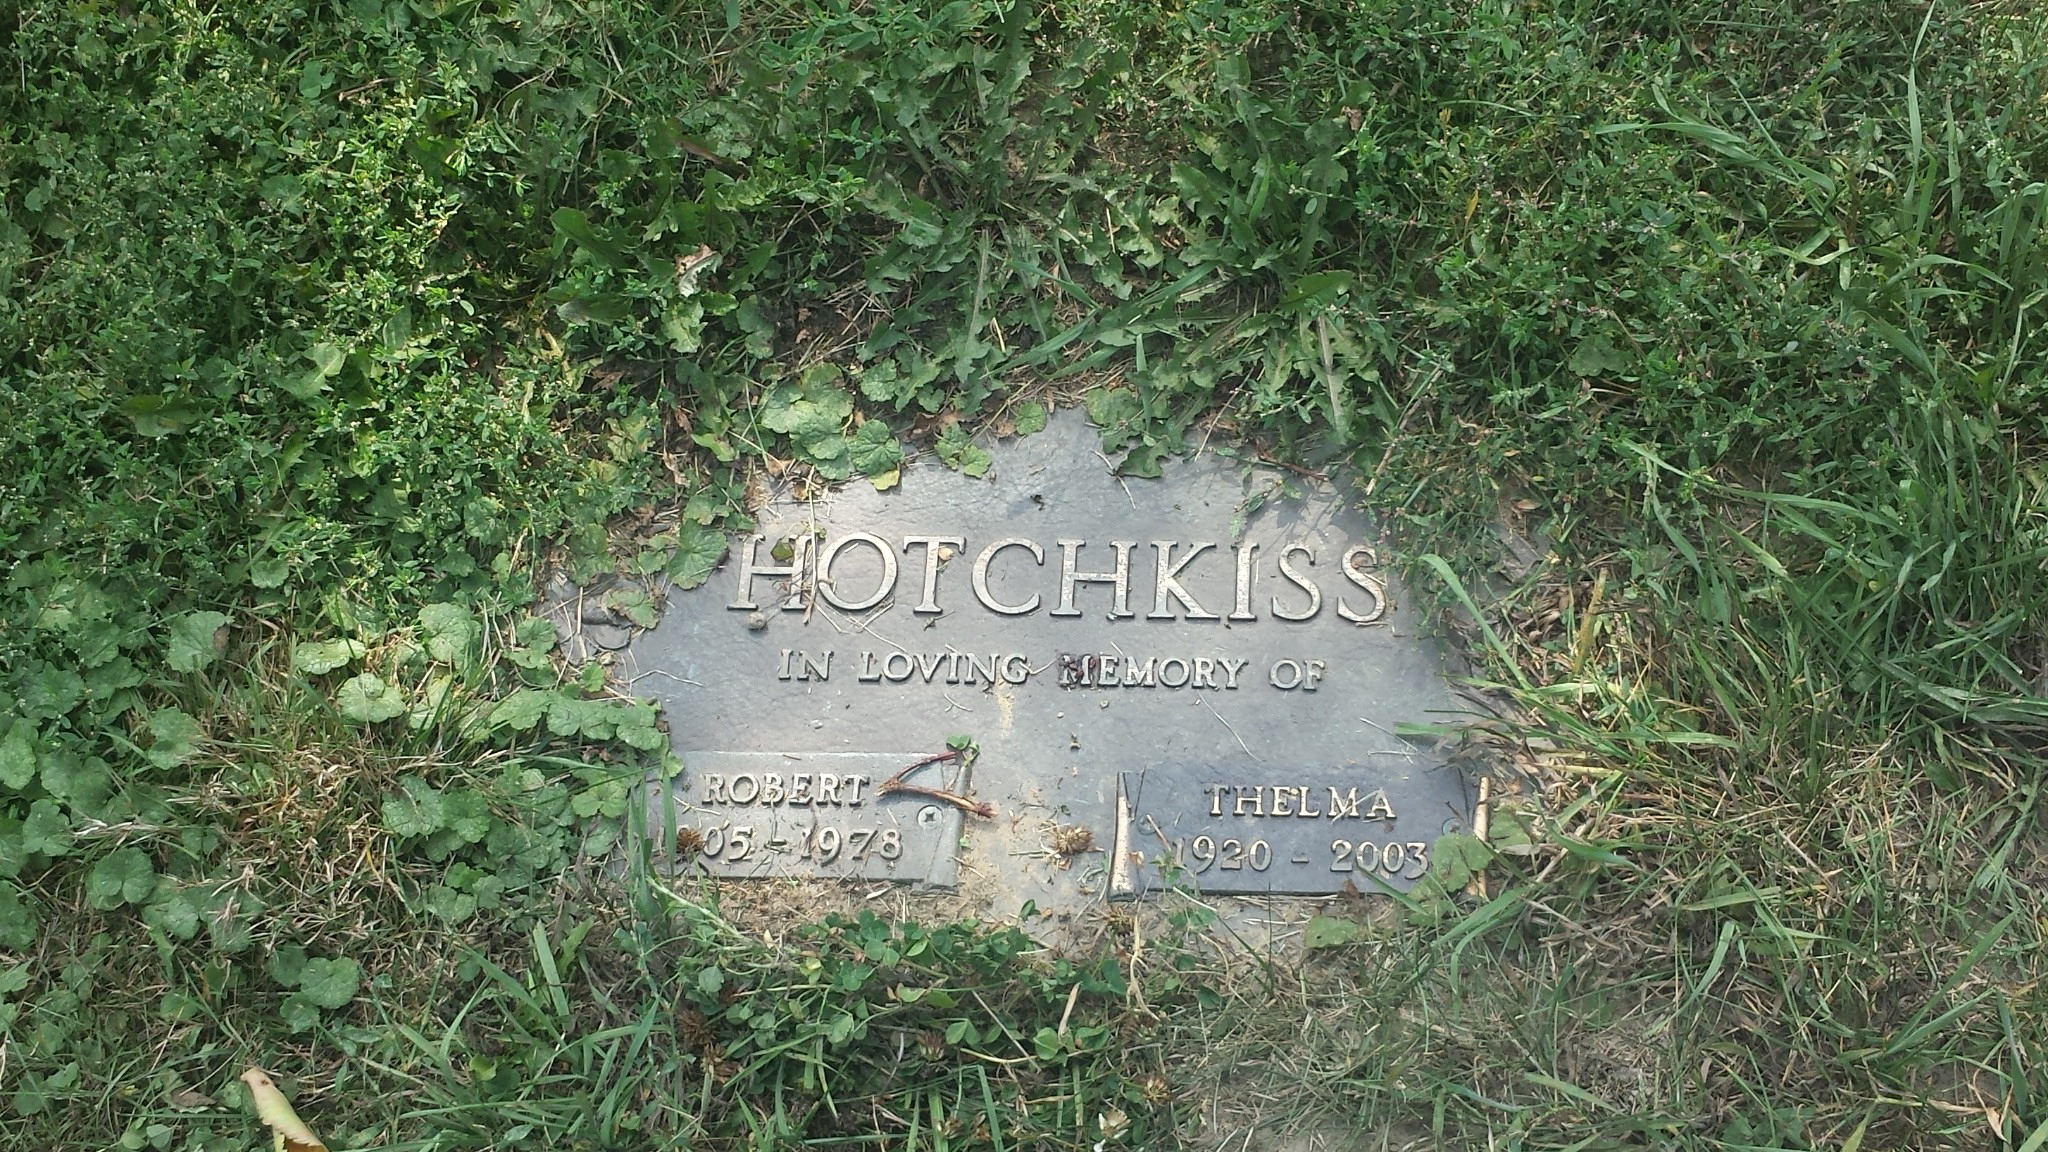 HOTCHKISS
IN LOVING MEMORY OF
ROBERT
05 - 1978
THELMA
1920 - 2003